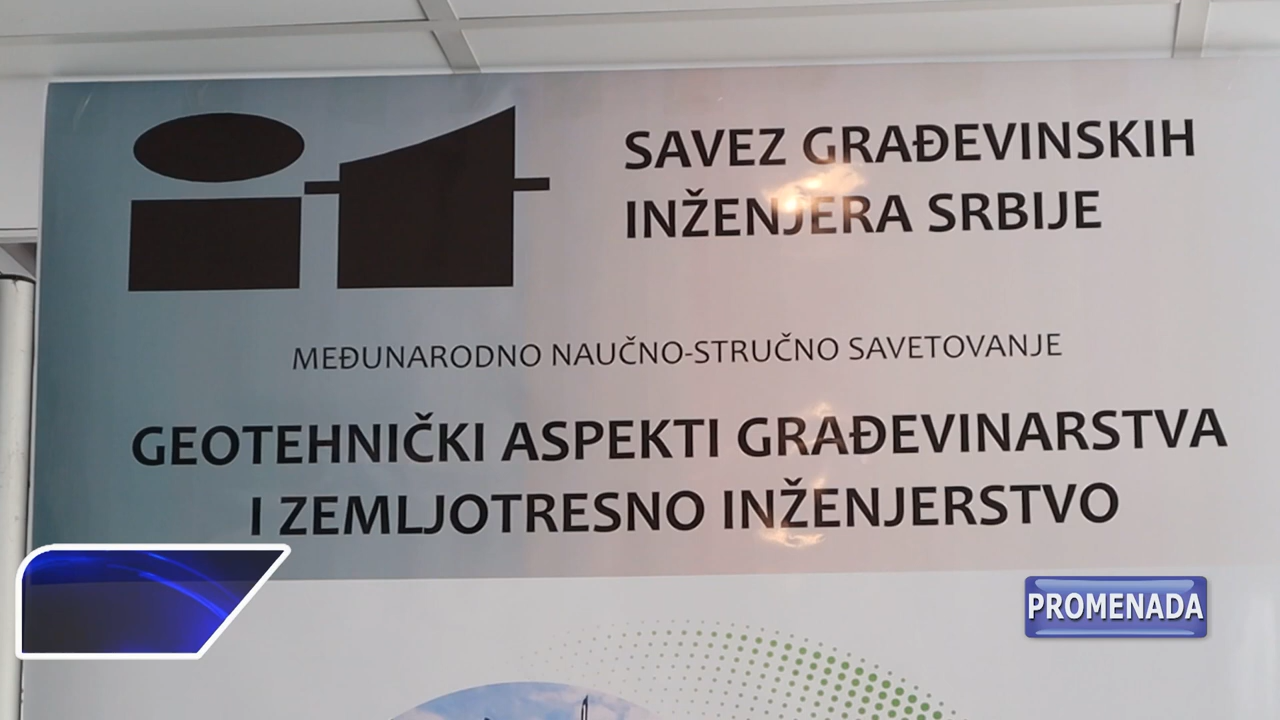 SAVEZ GRAĐEVINSKIH
INŽENJERA SRBIJE
MEĐUNARODNO NAUČNO-STRUČNO SAVETOVANJE
GEOTEHNIČKI ASPEKTI GRAĐEVINARSTVA
I ZEMLJOTRESNO INŽENJERSTVO
PROMENADA